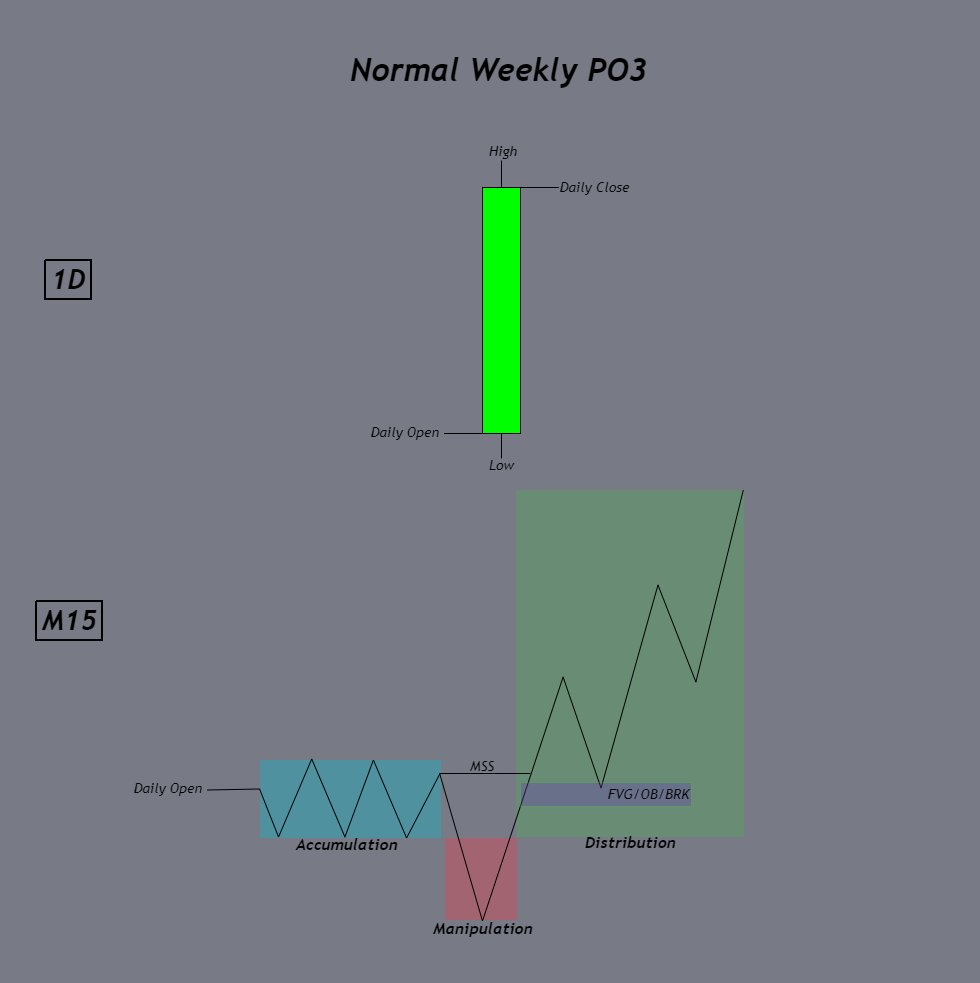 Normal Weekly PO3
High
Daily Close
1D
Daily Open
Low
M15
MSS
Daily Open
FVG/OB/BRK
Accumulation
Distribution
Manipulation